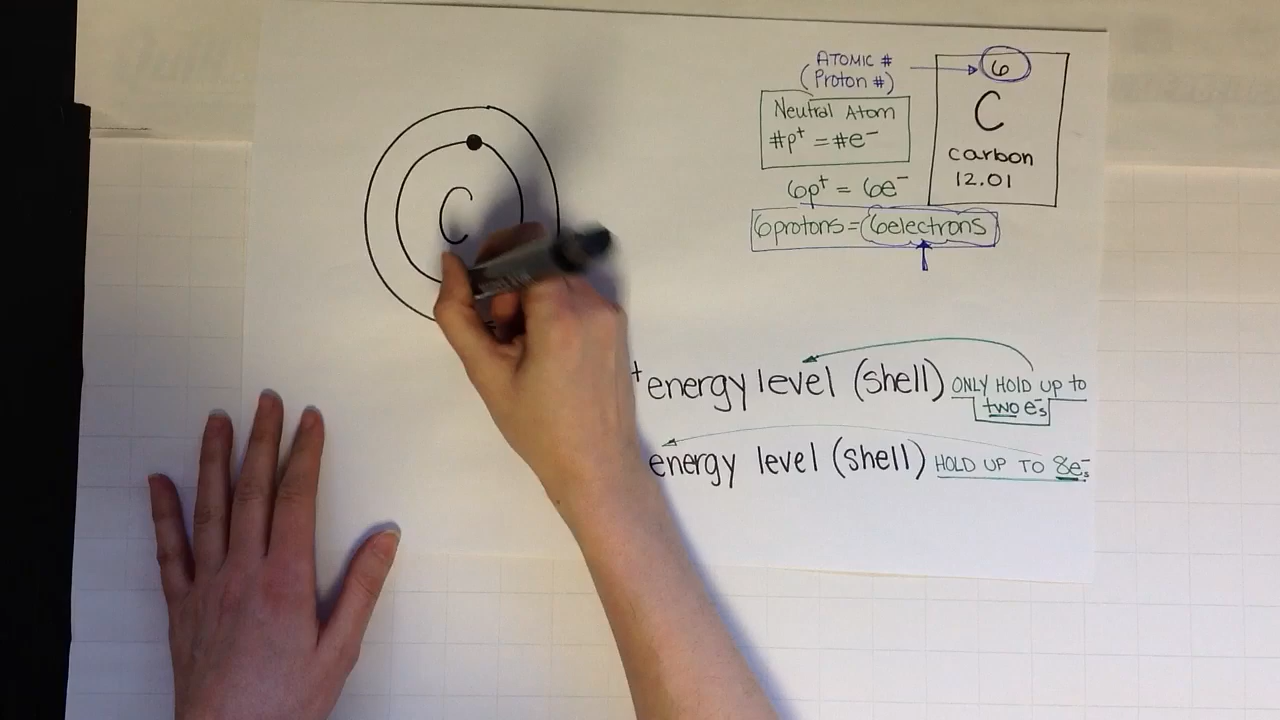 ATOMIC #
(Proton #)
6
C
carbon
12.01
Neutral Atom
#p⁺ = #e⁻
6p⁺ = 6e⁻
6protons = 6electrons
C
energy level (shell) ONLY HOLD UP to
two e⁻s
energy level (shell) HOLD UP TO 8e⁻s